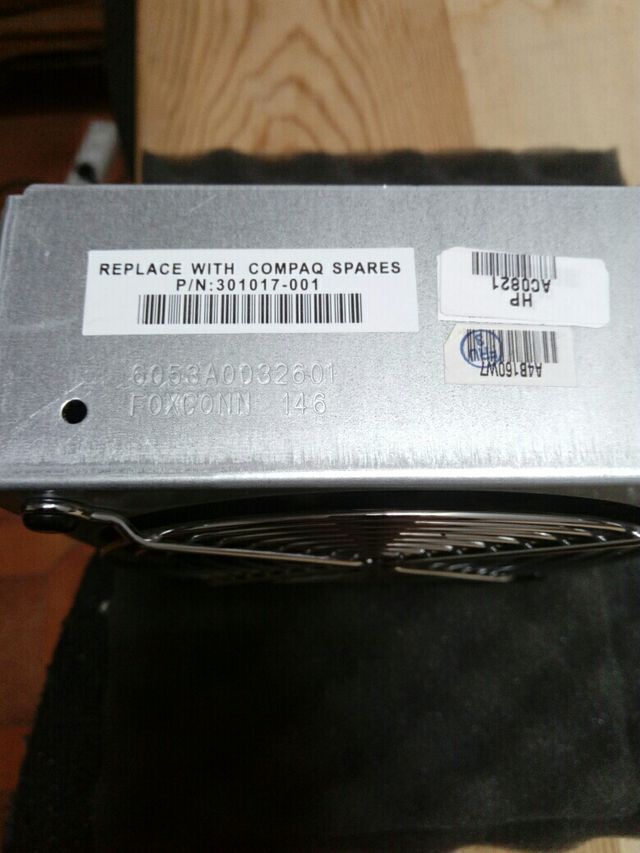 REPLACE WITH COMPAQ SPARES
P/N:301017-001
HP
AC0821
A4B160W7
6053A0032601
FOXCONN 146